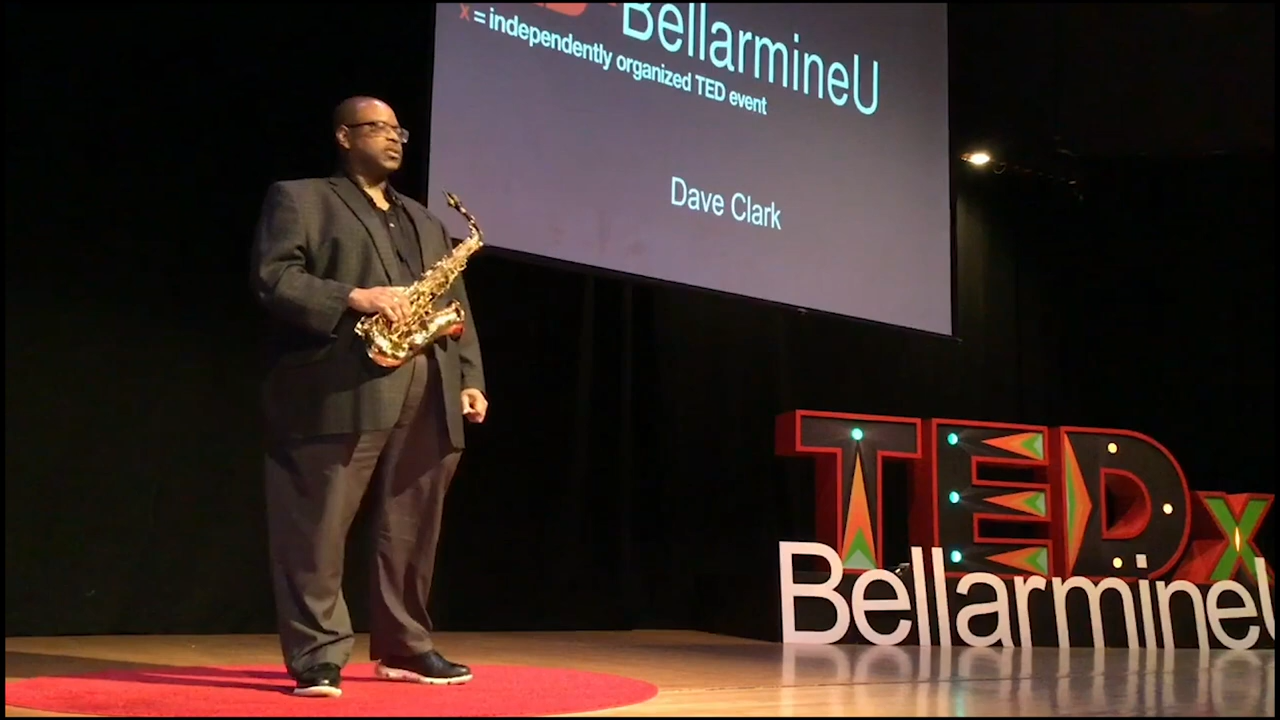 BellarmineU
x = independently organized TED event
Dave Clark
TEDx
BellarmineU